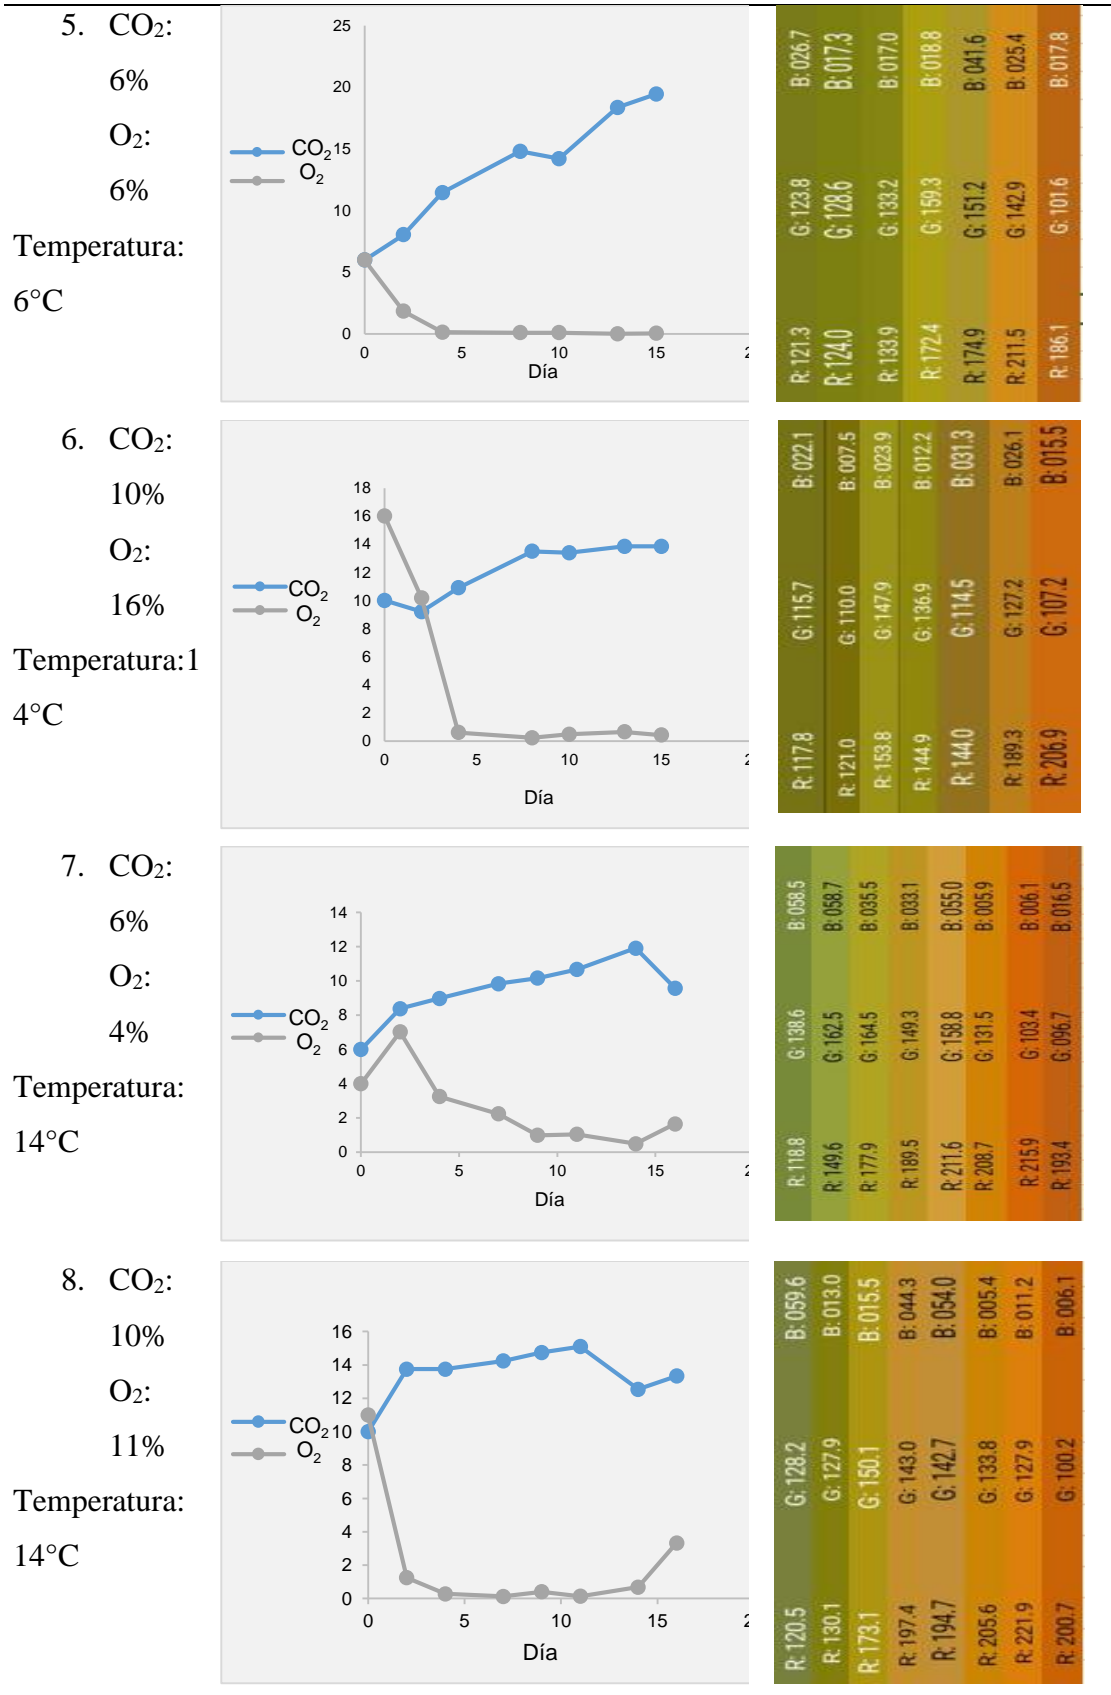 5. CO₂:
6%
O₂:
6%
Temperatura:
6°C
25
20
15
10
5
0
CO₂
O₂
0 5 10 15 2
Día
B: 026.7 B: 017.3 B: 017.0 B: 018.8 B: 041.6 B: 025.4 B: 017.8
G: 123.8 G: 128.6 G: 133.2 G: 159.3 G: 151.2 G: 142.9 G: 101.6
R: 121.3 R: 124.0 R: 133.9 R: 172.4 R: 174.9 R: 211.5 R: 186.1
6. CO₂:
10%
O₂:
16%
Temperatura:1
4°C
18
16
14
12
10
8
6
4
2
0
CO₂
O₂
0 5 10 15 2
Día
B: 022.1 B: 007.5 B: 023.9 B: 012.2 B: 031.3 B: 026.1 B: 015.5
G: 115.7 G: 110.0 G: 147.9 G: 136.9 G: 114.5 G: 127.2 G: 107.2
R: 117.8 R: 121.0 R: 153.8 R: 144.9 R: 144.0 R: 189.3 R: 206.9
7. CO₂:
6%
O₂:
4%
Temperatura:
14°C
14
12
10
8
6
4
2
0
CO₂
O₂
0 5 10 15 2
Día
B: 058.5 B: 058.7 B: 035.5 B: 033.1 B: 055.0 B: 005.9 B: 006.1 B: 016.5
G: 138.6 G: 162.5 G: 164.5 G: 149.3 G: 158.8 G: 131.5 G: 103.4 G: 096.7
R: 118.8 R: 149.6 R: 177.9 R: 189.5 R: 211.6 R: 208.7 R: 215.9 R: 193.4
8. CO₂:
10%
O₂:
11%
Temperatura:
14°C
16
14
12
10
8
6
4
2
0
CO₂
O₂
0 5 10 15 2
Día
B: 059.6 B: 013.0 B: 015.5 B: 044.3 B: 054.0 B: 005.4 B: 011.2 B: 006.1
G: 128.2 G: 127.9 G: 150.1 G: 143.0 G: 142.7 G: 133.8 G: 127.9 G: 100.2
R: 120.5 R: 130.1 R: 173.1 R: 197.4 R: 194.7 R: 205.6 R: 221.9 R: 200.7